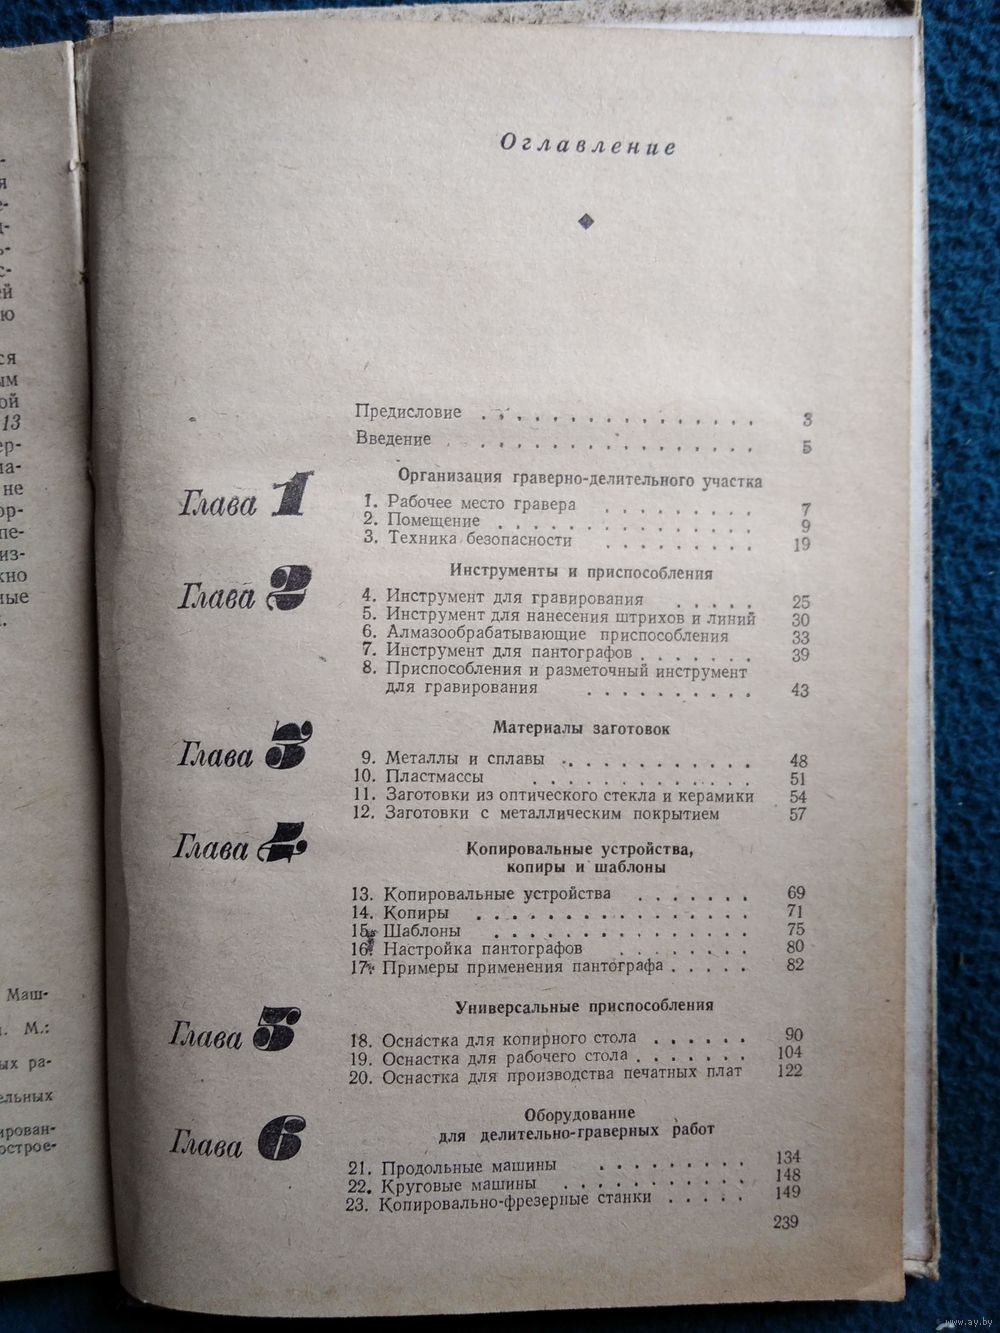 Оглавление
Предисловие 3
Введение 5
Глава 1
Организация граверно-делительного участка
1. Рабочее место гравера 7
2. Помещение 9
3. Техника безопасности 19
Глава 2
Инструменты и приспособления
4. Инструмент для гравирования 25
5. Инструмент для нанесения штрихов и линий 30
6. Алмазообрабатывающие приспособления 33
7. Инструмент для пантографов 39
8. Приспособления и разметочный инструмент
для гравирования 43
Глава 3
Материалы заготовок
9. Металлы и сплавы 48
10. Пластмассы 51
11. Заготовки из оптического стекла и керамики 54
12. Заготовки с металлическим покрытием 57
Глава 4
Копировальные устройства,
копиры и шаблоны
13. Копировальные устройства 69
14. Копиры 71
15. Шаблоны 75
16. Настройка пантографов 80
17. Примеры применения пантографа 82
Глава 5
Универсальные приспособления
18. Оснастка для копирного стола 90
19. Оснастка для рабочего стола 104
20. Оснастка для производства печатных плат 122
Глава 6
Оборудование
для делительно-граверных работ
21. Продольные машины 134
22. Круговые машины 148
23. Копировально-фрезерные станки 149
239
13
не
Маш-
М.:
www.ay.by